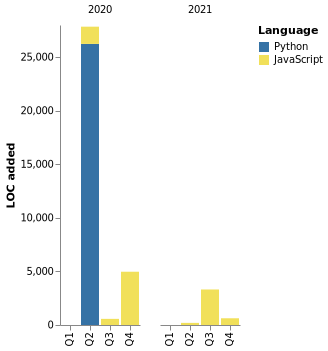 2020
2021
Language
Python
JavaScript
LOC added
25,000
20,000
15,000
10,000
5,000
0
Q1
Q2
Q3
Q4
Q1
Q2
Q3
Q4